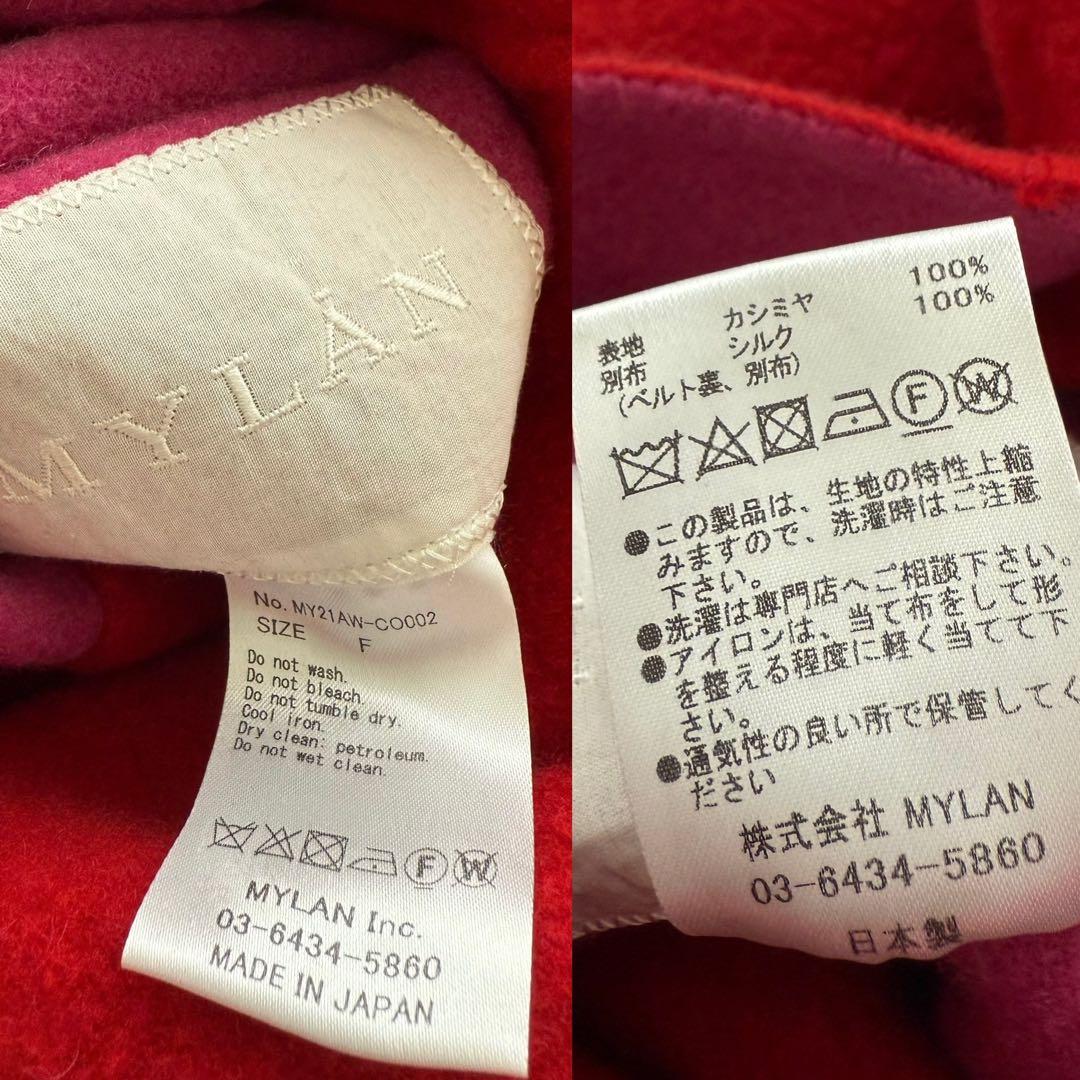 MYLAN
No. MY21AW-CO002
SIZE F
Do not wash.
Do not bleach.
Do not tumble dry.
Cool iron.
Dry clean: petroleum.
Do not wet clean.
F W
MYLAN Inc.
03-6434-5860
MADE IN JAPAN
表地 カシミヤ 100%
別布 シルク 100%
(ベルト裏、別布)
F W
●この製品は、生地の特性上縮
みますので、洗濯時はご注意
下さい。
●洗濯は専門店へご相談下さい。
●アイロンは、当て布をして形
を整える程度に軽く当てて下
さい。
●通気性の良い所で保管してく
ださい
株式会社 MYLAN
03-6434-5860
日本製